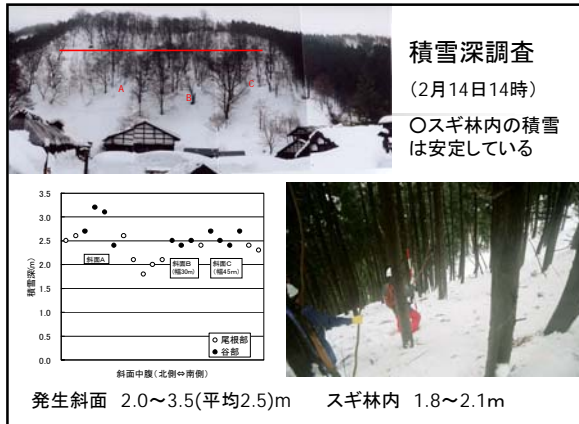 積雪深調査
(2月14日14時)
○スギ林内の積雪
は安定している
A
B
C
3.5
3.0
2.5
2.0
1.5
1.0
0.5
0.0
積雪深(m)
斜面A
斜面B
(幅30m)
斜面C
(幅45m)
○ 尾根部
● 谷部
斜面中腹(北側⇔南側)
発生斜面 2.0～3.5(平均2.5)m スギ林内 1.8～2.1m